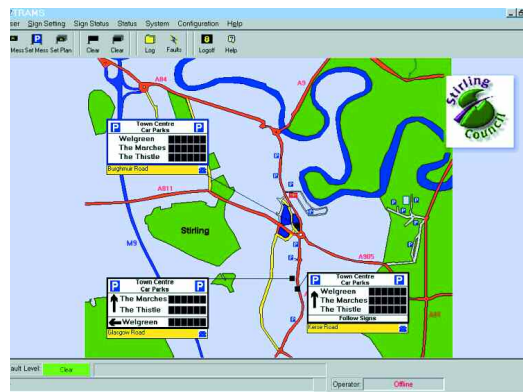 TRAMS
ser Sign Setting Sign Status Status System Configuration Help
Mess Set Mess Set Plan Clear Clear Log Faults Logoff Help
A84
A9
Stirling
Council
P Town Centre P
Car Parks
Welgreen
The Marches
The Thistle
Burghmuir Road
A811
Stirling
M9
A905
P Town Centre P
Car Parks
The Marches
The Thistle
Welgreen
Glasgow Road
P Town Centre P
Car Parks
Welgreen
The Marches
The Thistle
Follow Signs
Kerse Road
ault Level: Clear
Operator: Offline